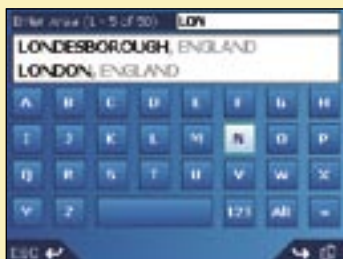 Enter Area (1 - 5 of 50) LON
LONDESBOROUGH, ENGLAND
LONDON, ENGLAND
A B C D E F G H
I J K L M N O P
Q R S T U V W X
Y Z 123 Alt
ESC